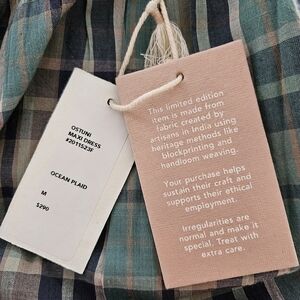 OSTUNI
MAXI DRESS
#2011523F
OCEAN PLAID
M
$290
This limited edition
item is made from
fabric created by
artisans in India using
heritage methods like
blockprinting and
handloom weaving.
Your purchase helps
sustain their craft and
supports their ethical
employment.
Irregularities are
normal and make it
special. Treat with
extra care.